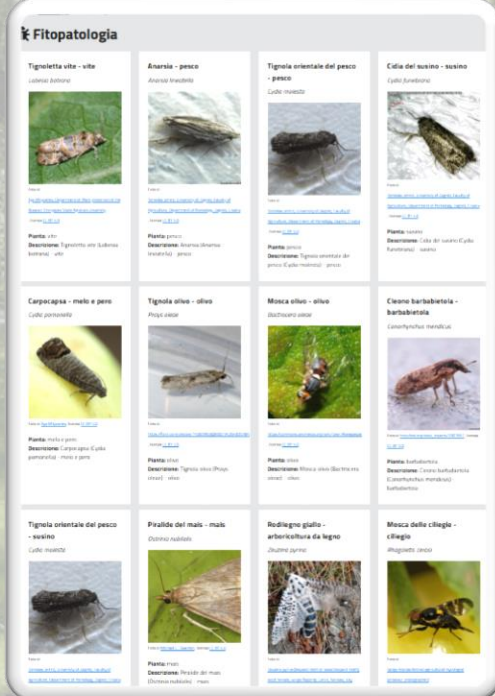 Fitopatologia
Tignoletta vite - vite
Lobesia botrana
Pianta: vite
Descrizione: Tignoletta vite (Lobesia
botrana) - vite
Anarsia - pesco
Anarsia lineatella
Pianta: pesco
Descrizione: Anarsia (Anarsia
lineatella) - pesco
Tignola orientale del pesco
- pesco
Cydia molesta
Pianta: pesco
Descrizione: Tignola orientale del
pesco (Cydia molesta) - pesco
Cidia del susino - susino
Cydia funebrana
Pianta: susino
Descrizione: Cidia del susino (Cydia
funebrana) - susino
Carpocapsa - melo e pero
Cydia pomonella
Pianta: melo e pero
Descrizione: Carpocapsa (Cydia
pomonella) - melo e pero
Tignola olivo - olivo
Prays oleae
Pianta: olivo
Descrizione: Tignola olivo (Prays
oleae) - olivo
Mosca olivo - olivo
Bactrocera oleae
Pianta: olivo
Descrizione: Mosca olivo (Bactrocera
oleae) - olivo
Cleono barbabietola -
barbabietola
Conorhynchus mendicus
Pianta: barbabietola
Descrizione: Cleono barbabietola
(Conorhynchus mendicus) -
barbabietola
Tignola orientale del pesco
- susino
Cydia molesta
Piralide del mais - mais
Ostrinia nubilalis
Pianta: mais
Descrizione: Piralide del mais
(Ostrinia nubilalis) - mais
Rodilegno giallo -
arboricoltura da legno
Zeuzera pyrina
Mosca delle ciliegie -
ciliegio
Rhagoletis cerasi